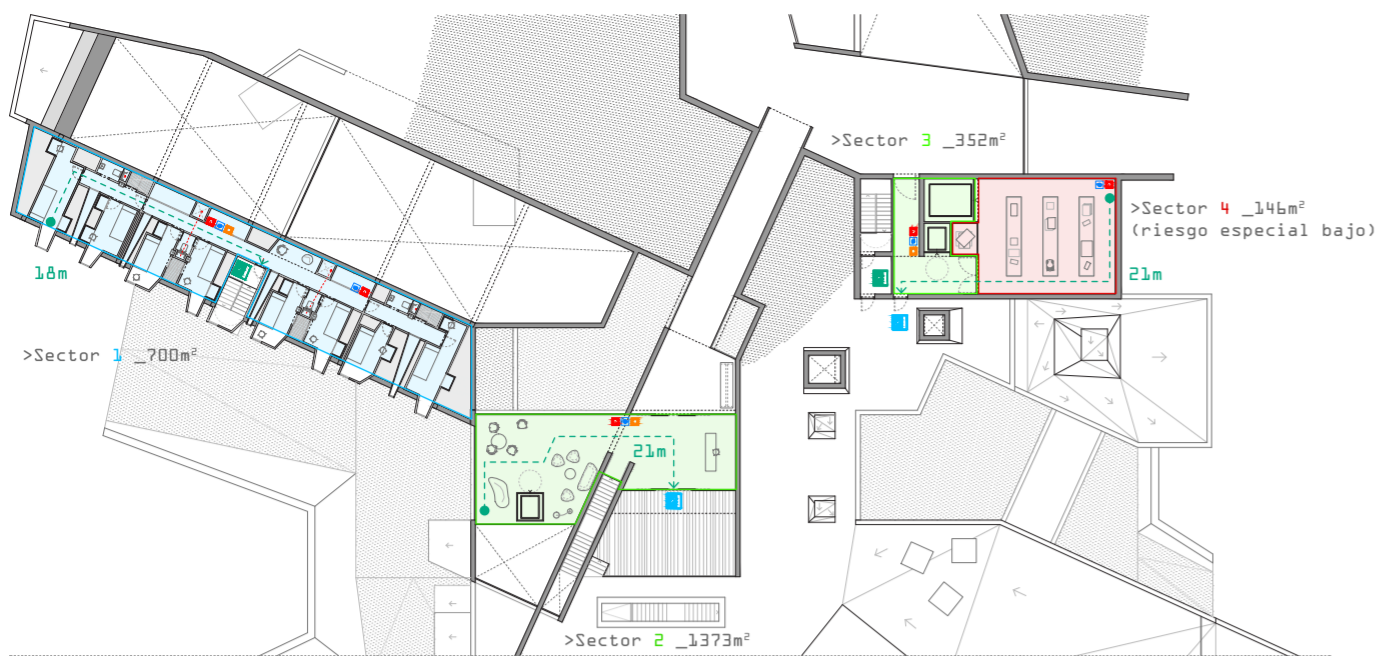 >Sector 3 _352m²
>Sector 4 _146m²
(riesgo especial bajo)
18m
21m
>Sector 1 _700m²
21m
>Sector 2 _1373m²